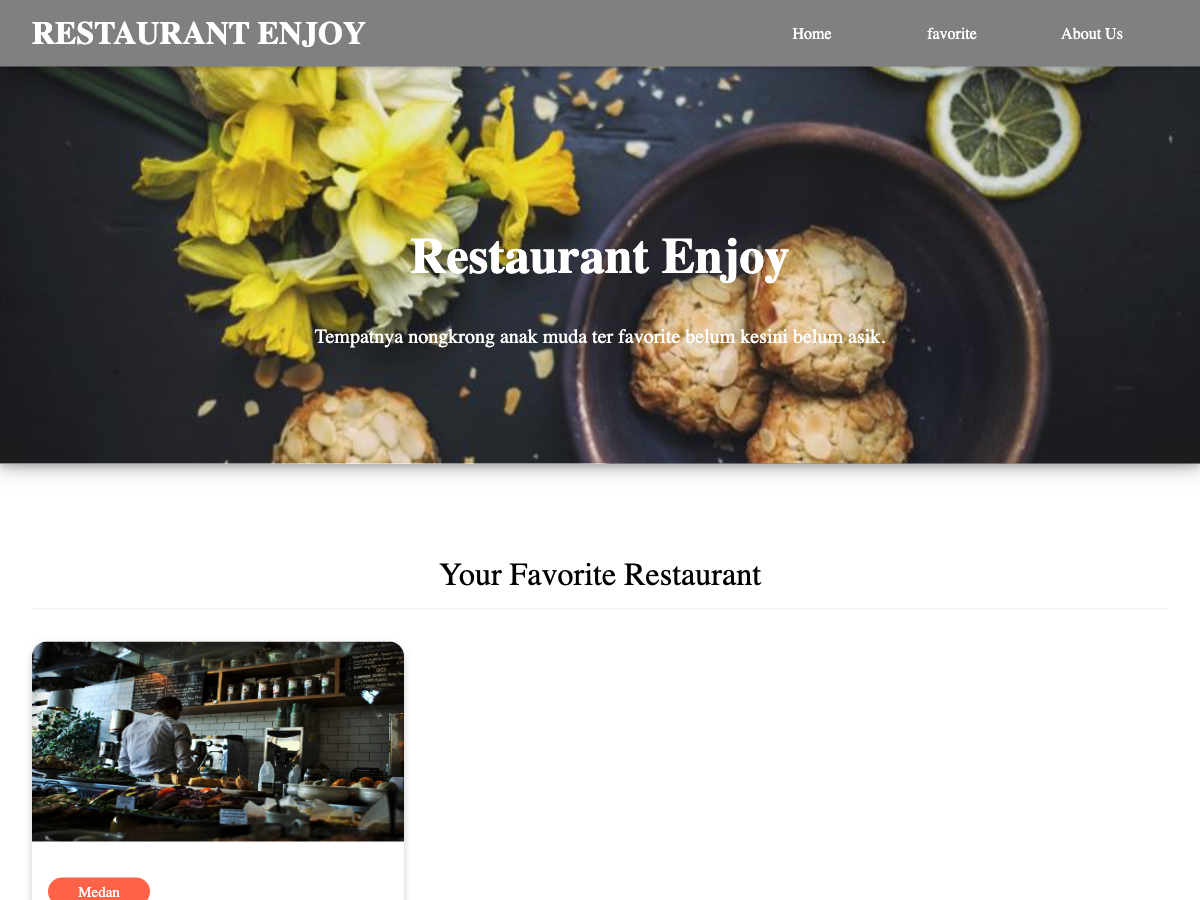 RESTAURANT ENJOY
Home
favorite
About Us
Restaurant Enjoy
Tempatnya nongkrong anak muda ter favorite belum kesini belum asik.
Your Favorite Restaurant
Medan